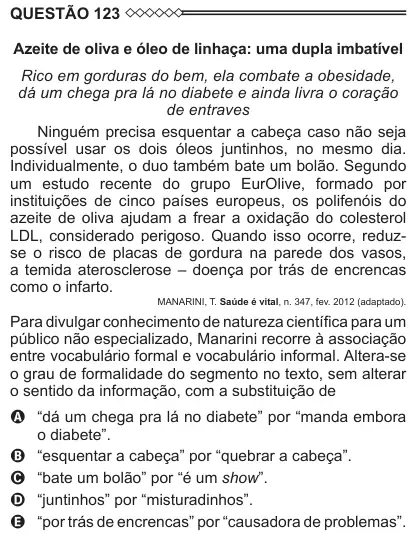 QUESTÃO 123
Azeite de oliva e óleo de linhaça: uma dupla imbatível
Rico em gorduras do bem, ela combate a obesidade,
dá um chega pra lá no diabete e ainda livra o coração
de entraves
Ninguém precisa esquentar a cabeça caso não seja
possível usar os dois óleos juntinhos, no mesmo dia.
Individualmente, o duo também bate um bolão. Segundo
um estudo recente do grupo EurOlive, formado por
instituições de cinco países europeus, os polifenóis do
azeite de oliva ajudam a frear a oxidação do colesterol
LDL, considerado perigoso. Quando isso ocorre, reduz-
se o risco de placas de gordura na parede dos vasos,
a temida aterosclerose – doença por trás de encrencas
como o infarto.
MANARINI, T. Saúde é vital, n. 347, fev. 2012 (adaptado).
Para divulgar conhecimento de natureza científica para um
público não especializado, Manarini recorre à associação
entre vocabulário formal e vocabulário informal. Altera-se
o grau de formalidade do segmento no texto, sem alterar
o sentido da informação, com a substituição de
A “dá um chega pra lá no diabete” por “manda embora
o diabete”.
B “esquentar a cabeça” por “quebrar a cabeça”.
C “bate um bolão” por “é um show”.
D “juntinhos” por “misturadinhos”.
E “por trás de encrencas” por “causadora de problemas”.